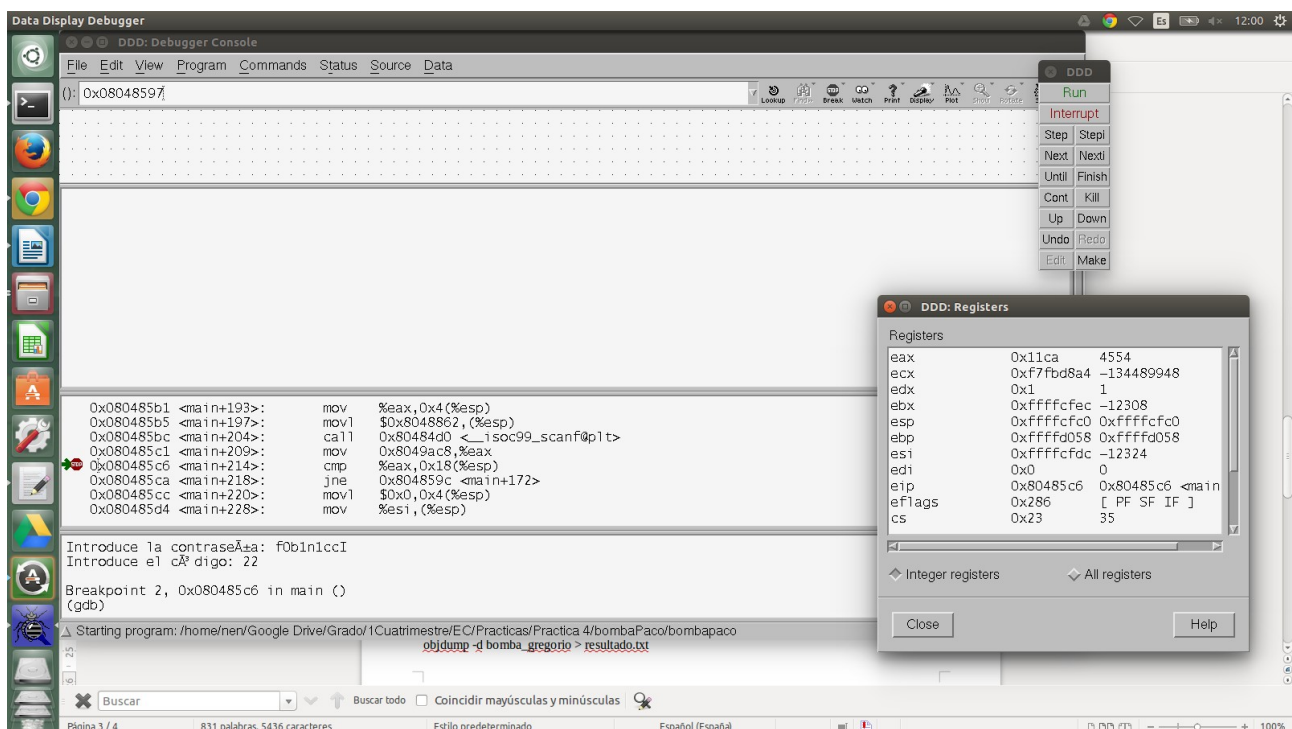 Data Display Debugger
Es 12:00
DDD: Debugger Console
File Edit View Program Commands Status Source Data
(): 0x08048597
Lookup Break Watch Print Display Plot Show Rotate
DDD
Run
Interrupt
Step Stepi
Next Nexti
Until Finish
Cont Kill
Up Down
Undo Redo
Edit Make
DDD: Registers
Registers
eax 0x11ca 4554
ecx 0xf7fbd8a4 -134489948
edx 0x1 1
ebx 0xffffcfec -12308
esp 0xffffcfc0 0xffffcfc0
ebp 0xffffd058 0xffffd058
esi 0xffffcfdc -12324
edi 0x0 0
eip 0x80485c6 0x80485c6 <main
eflags 0x286 [ PF SF IF ]
cs 0x23 35
Integer registers All registers
Close Help
0x080485b1 <main+193>: mov %eax,0x4(%esp)
0x080485b5 <main+197>: movl $0x8048862,(%esp)
0x080485bc <main+204>: call 0x80484d0 <__isoc99_scanf@plt>
0x080485c1 <main+209>: mov 0x8049ac8,%eax
0x080485c6 <main+214>: cmp %eax,0x18(%esp)
0x080485ca <main+218>: jne 0x804859c <main+172>
0x080485cc <main+220>: movl $0x0,0x4(%esp)
0x080485d4 <main+228>: mov %esi,(%esp)
Introduce la contraseÃ±a: f0b1n1ccI
Introduce el cÃ³digo: 22
Breakpoint 2, 0x080485c6 in main ()
(gdb)
Starting program: /home/nen/Google Drive/Grado/1Cuatrimestre/EC/Practicas/Practica 4/bombaPaco/bombapaco
objdump -d bomba_gregorio > resultado.txt
25
Buscar Buscar todo Coincidir mayúsculas y minúsculas
Página 3 / 4 831 palabras, 5436 caracteres Estilo predeterminado Español (España) 100%